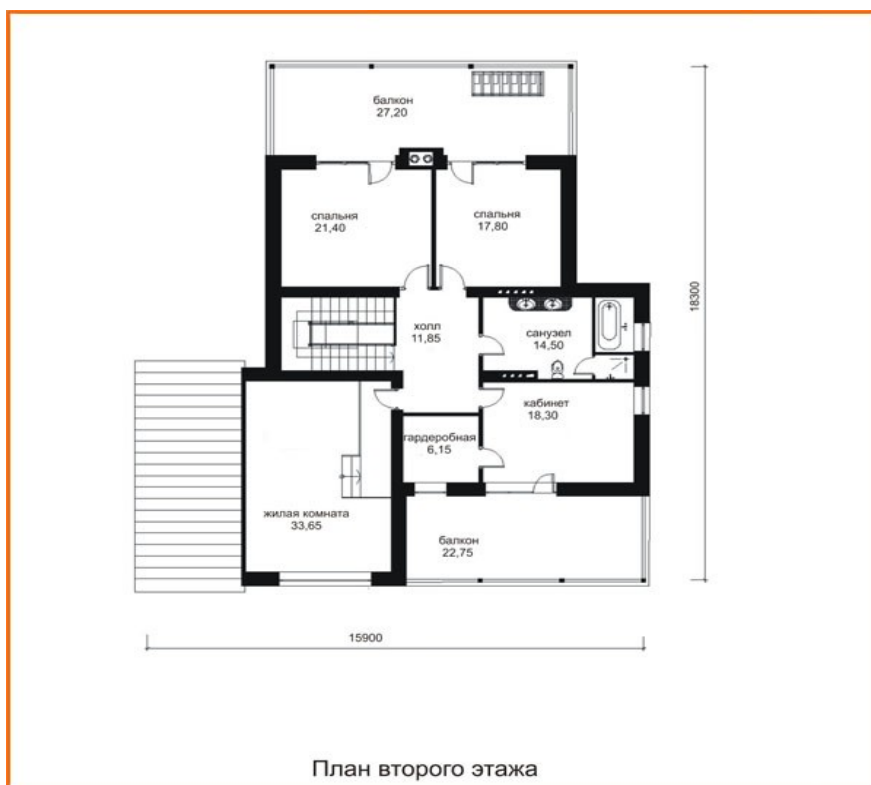 балкон
27,20
спальня
21,40
спальня
17,80
холл
11,85
санузел
14,50
18300
кабинет
18,30
гардеробная
6,15
жилая комната
33,65
балкон
22,75
15900
План второго этажа